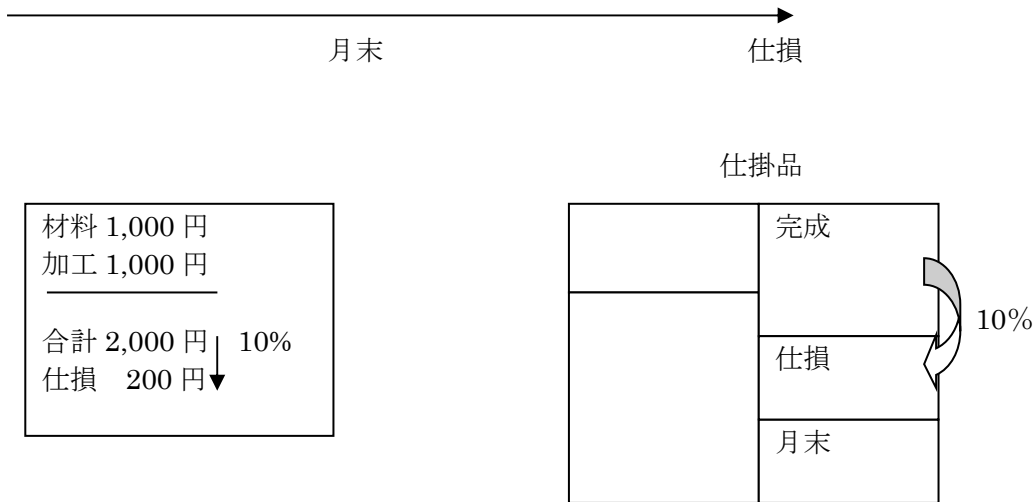 月末
仕損
仕掛品
材料 1,000 円
加工 1,000 円
合計 2,000 円
10%
仕損 200 円
完成
仕損
月末
10%